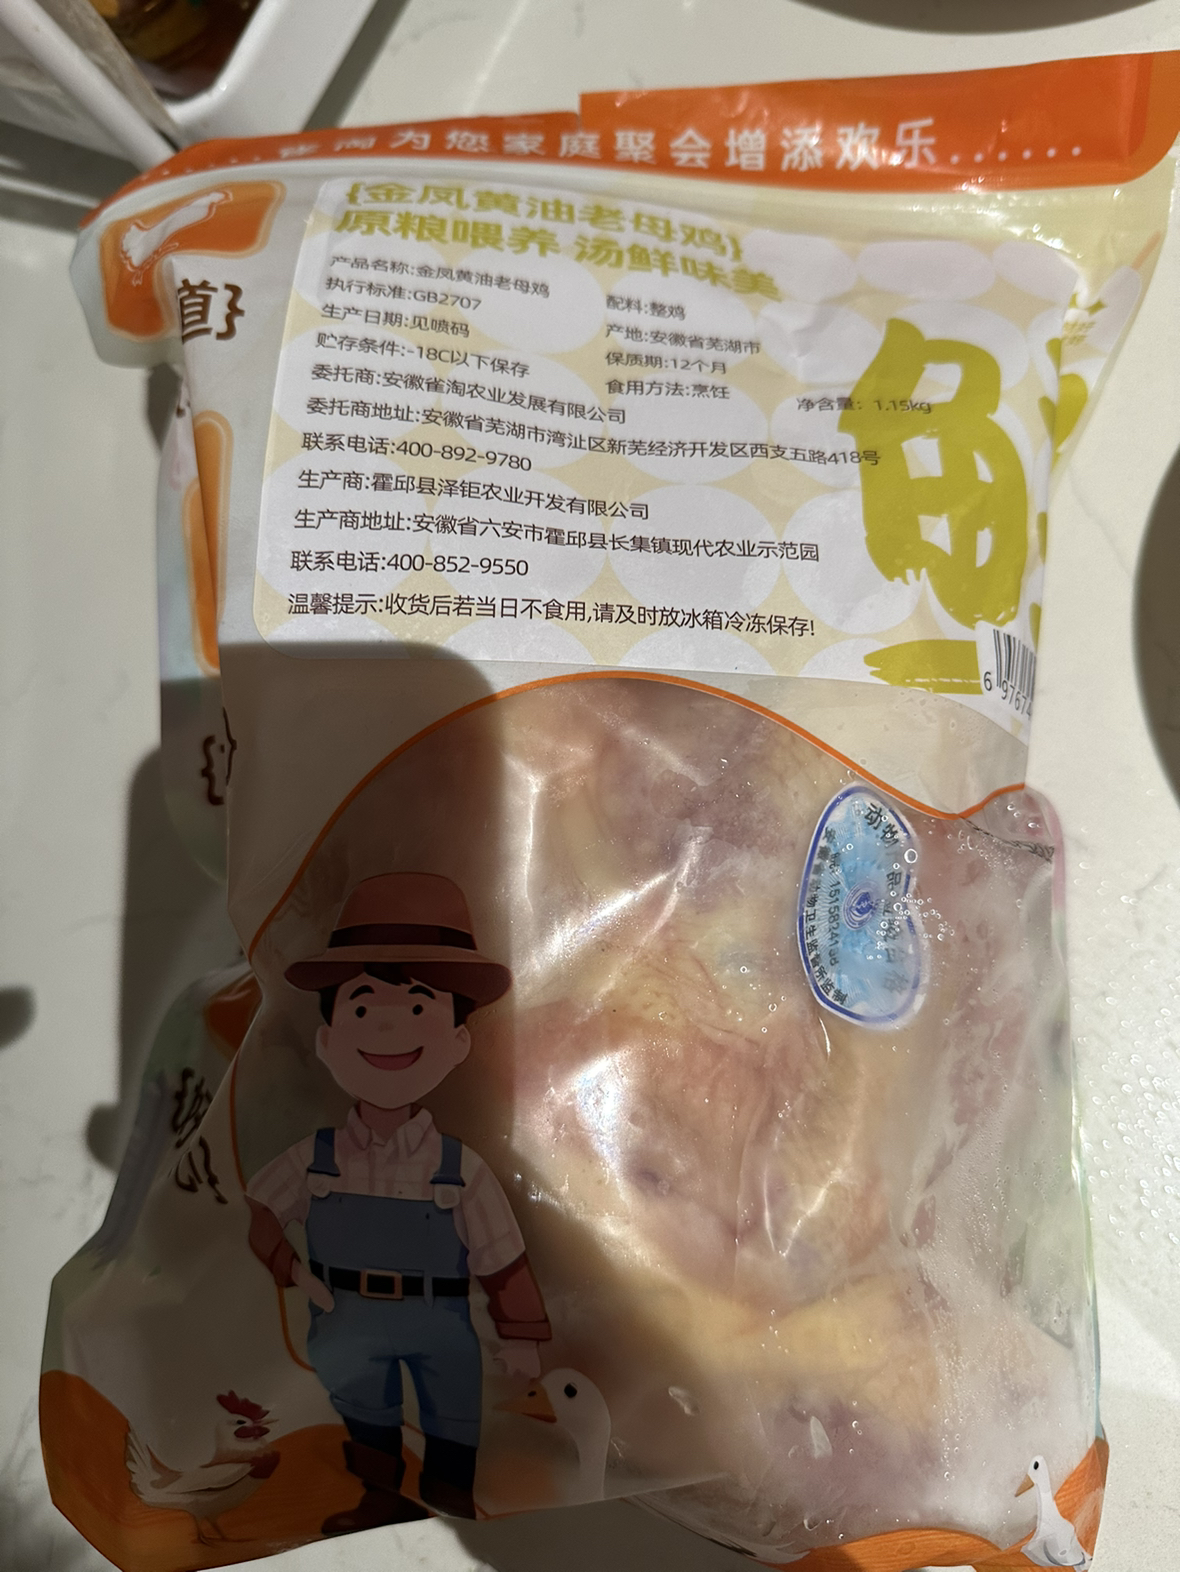 淘为您家庭聚会增添欢乐......
{金凤黄油老母鸡}
原粮喂养 汤鲜味美
产品名称:金凤黄油老母鸡
配料:整鸡
执行标准:GB2707
产地:安徽省芜湖市
生产日期:见喷码
保质期:12个月
贮存条件:-18C以下保存
食用方法:烹饪
净含量: 1.15kg
委托商:安徽省淘农业发展有限公司
委托商地址:安徽省芜湖市湾沚区新芜经济开发区西支五路418号
联系电话:400-892-9780
生产商:霍邱县泽钜农业开发有限公司
生产商地址:安徽省六安市霍邱县长集镇现代农业示范园
联系电话:400-852-9550
温馨提示:收货后若当日不食用,请及时放冰箱冷冻保存!
6 97674
动物